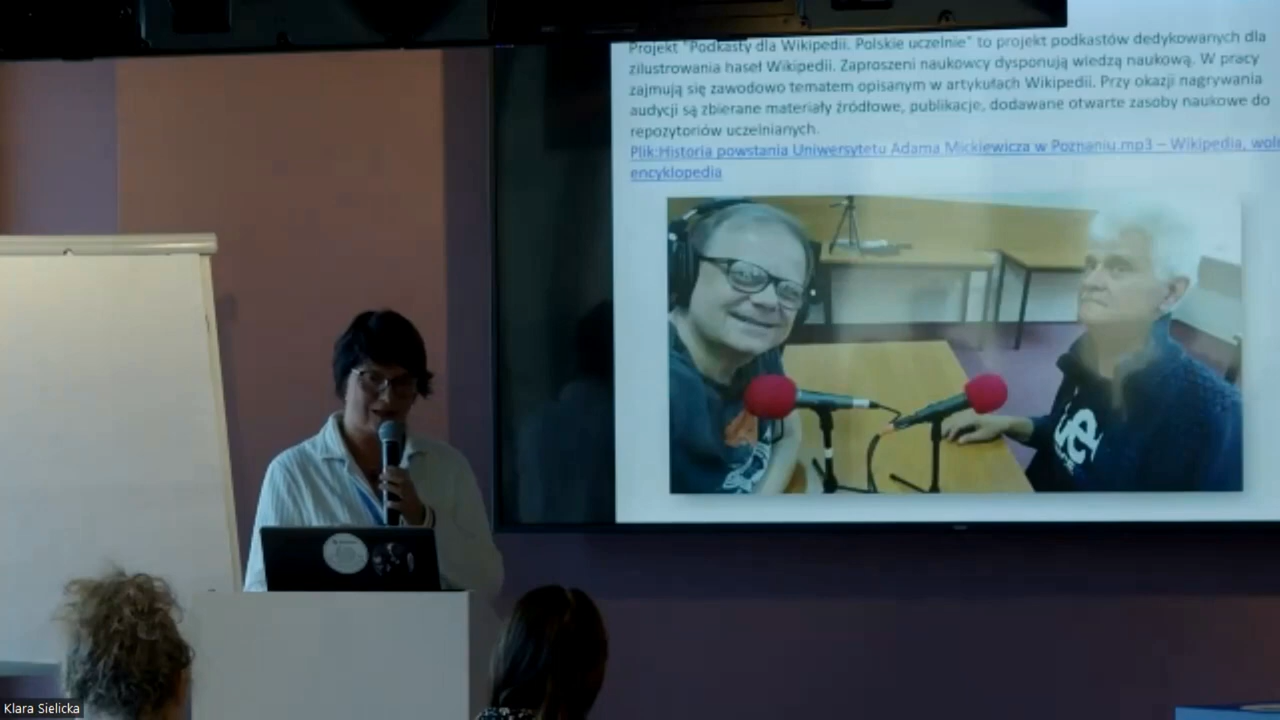 Projekt "Podkasty dla Wikipedii. Polskie uczelnie" to projekt podkastów dedykowanych dla
zilustrowania haseł Wikipedii. Zaproszeni naukowcy dysponują wiedzą naukową. W pracy
zajmują się zawodowo tematem opisanym w artykułach Wikipedii. Przy okazji nagrywania
audycji są zbierane materiały źródłowe, publikacje, dodawane otwarte zasoby naukowe do
repozytoriów uczelnianych.
Plik:Historia powstania Uniwersytetu Adama Mickiewicza w Poznaniu.mp3 – Wikipedia, woln
encyklopedia
ue
Klara Sielicka